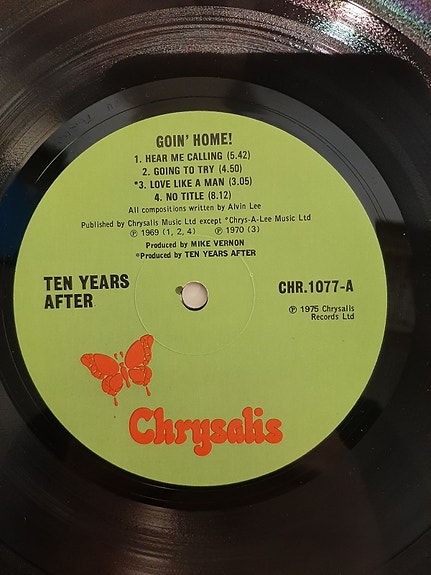 GOIN' HOME!
1. HEAR ME CALLING (5.42)
2. GOING TO TRY (4.50)
*3. LOVE LIKE A MAN (3.05)
4. NO TITLE (8.12)
All compositions written by Alvin Lee
Published by Chrysalis Music Ltd except *Chrys-A-Lee Music Ltd
℗ 1969 (1, 2, 4) ℗ 1970 (3)
Produced by MIKE VERNON
*Produced by TEN YEARS AFTER
TEN YEARS
AFTER
CHR.1077-A
℗ 1975 Chrysalis
Records Ltd
Chrysalis